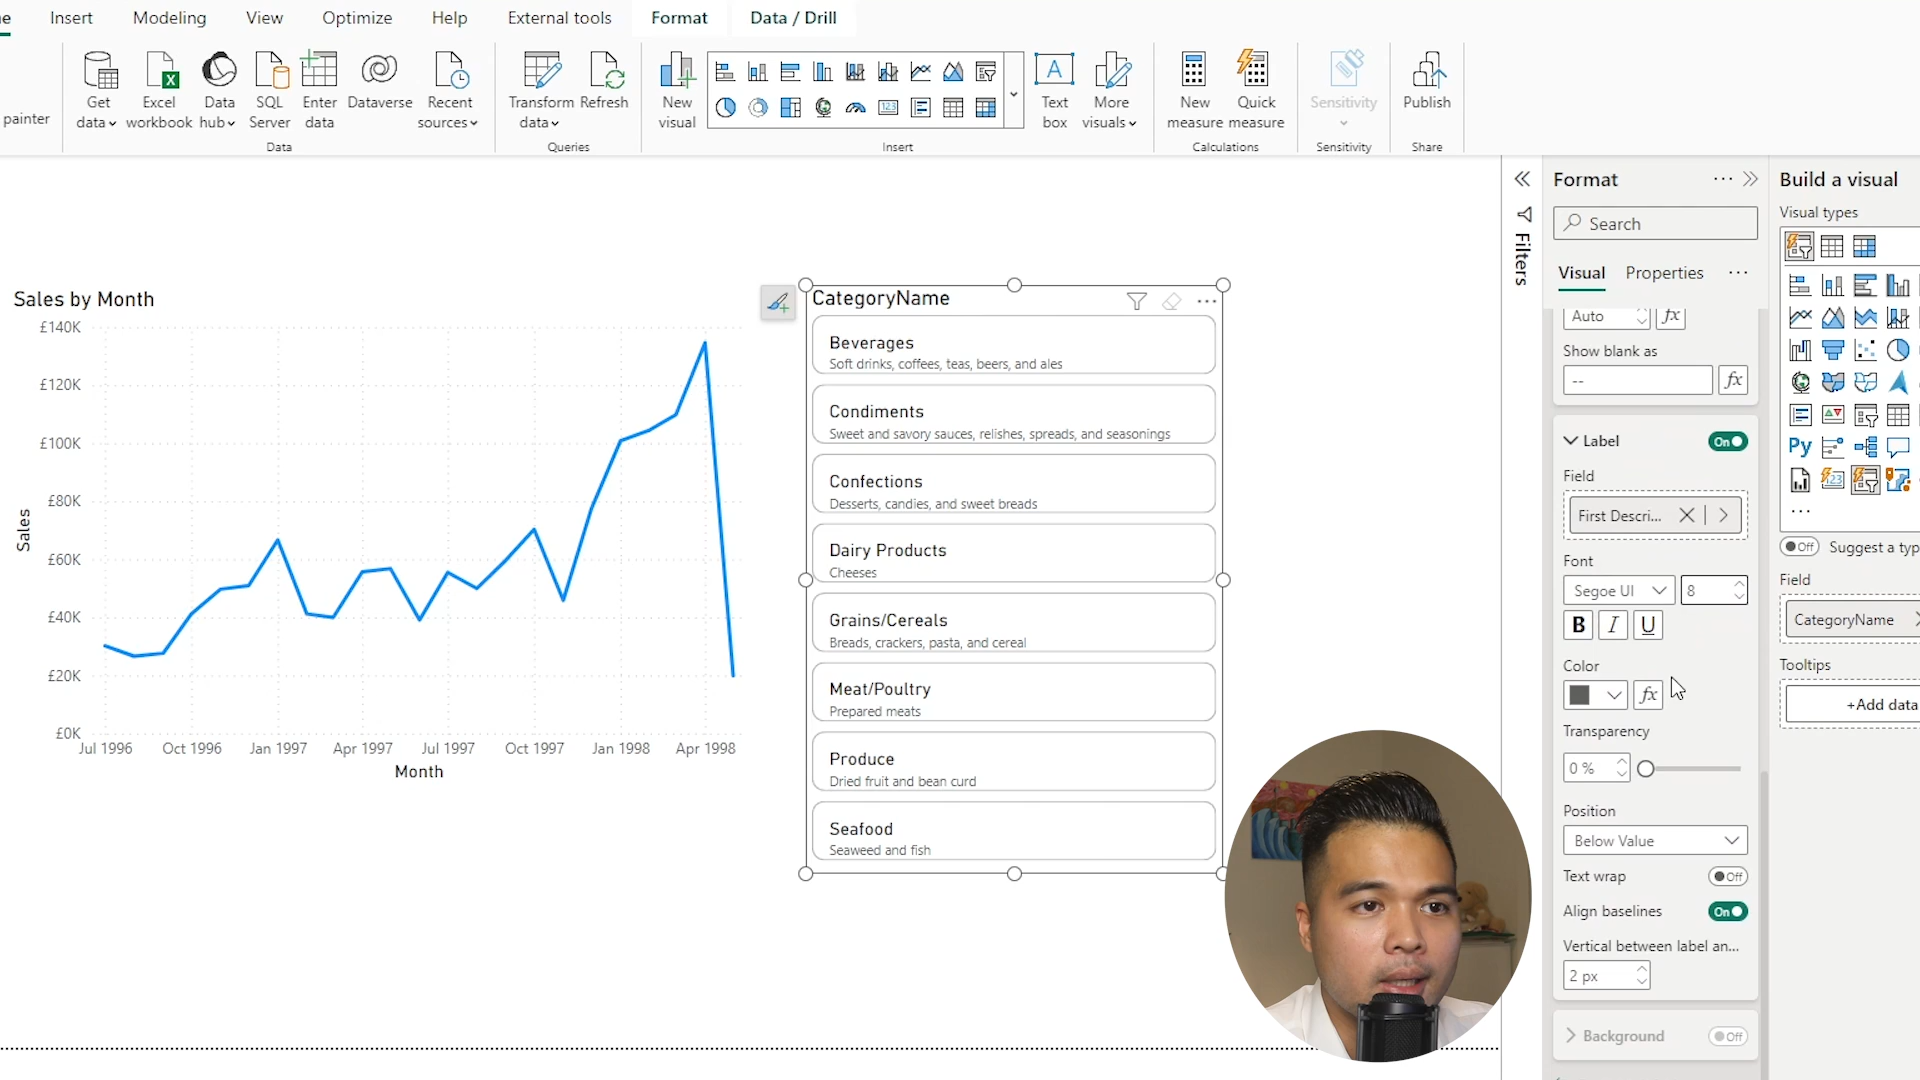 Insert Modeling View Optimize Help External tools Format Data / Drill
painter
Get data
Excel workbook
Data hub
SQL Server
Enter data
Dataverse
Recent sources
Data
Transform data
Refresh
Queries
New visual
123
A
Text box
More visuals
Insert
New measure
Quick measure
Calculations
Sensitivity
Sensitivity
Publish
Share
Filters
Sales by Month
£140K
£120K
£100K
£80K
£60K
£40K
£20K
£0K
Sales
Jul 1996 Oct 1996 Jan 1997 Apr 1997 Jul 1997 Oct 1997 Jan 1998 Apr 1998
Month
CategoryName
Beverages
Soft drinks, coffees, teas, beers, and ales
Condiments
Sweet and savory sauces, relishes, spreads, and seasonings
Confections
Desserts, candies, and sweet breads
Dairy Products
Cheeses
Grains/Cereals
Breads, crackers, pasta, and cereal
Meat/Poultry
Prepared meats
Produce
Dried fruit and bean curd
Seafood
Seaweed and fish
Format
Search
Visual Properties
Auto fx
Show blank as
-- fx
Label On
Field
First Descri...
Font
Segoe UI 8
B I U
Color
fx
Transparency
0 %
Position
Below Value
Text wrap Off
Align baselines On
Vertical between label an...
2 px
Background Off
Build a visual
Visual types
Py
123
Off Suggest a typ
Field
CategoryName
Tooltips
+Add data